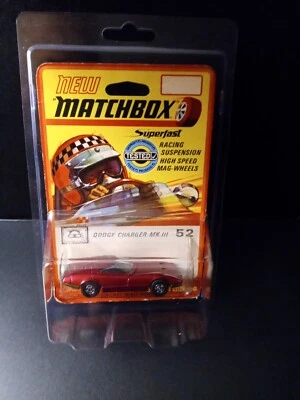 NEW
"MATCHBOX"
Superfast
TESTED!
RACING
SUSPENSION
HIGH SPEED
MAG-WHEELS
DODGE CHARGER MK.III
52